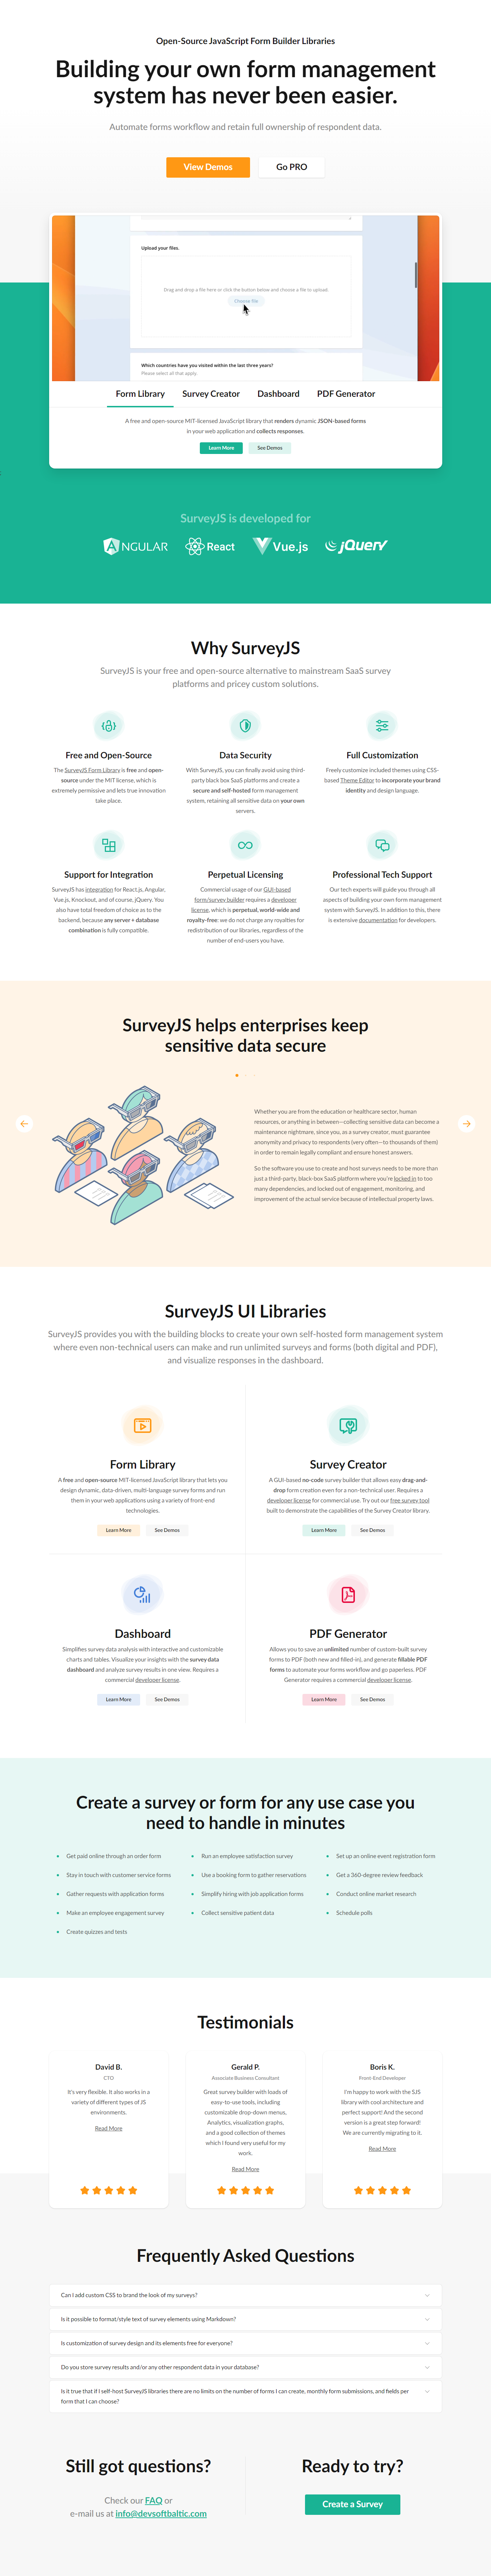 Open-Source JavaScript Form Builder Libraries
Building your own form management
system has never been easier.
Automate forms workflow and retain full ownership of respondent data.
View Demos
Go PRO
Upload your files.
Drag and drop a file here or click the button below and choose a file to upload.
Choose file
Which countries have you visited within the last three years?
Please select all that apply.
Form Library
Survey Creator
Dashboard
PDF Generator
A free and open-source MIT-licensed JavaScript library that renders dynamic JSON-based forms
in your web application and collects responses.
Learn More
See Demos
SurveyJS is developed for
ANGULAR
React
Vue.js
jQuery
Why SurveyJS
SurveyJS is your free and open-source alternative to mainstream SaaS survey
platforms and pricey custom solutions.
Free and Open-Source
The SurveyJS Form Library is free and open-
source under the MIT license, which is
extremely permissive and lets true innovation
take place.
Data Security
With SurveyJS, you can finally avoid using third-
party black box SaaS platforms and create a
secure and self-hosted form management
system, retaining all sensitive data on your own
servers.
Full Customization
Freely customize included themes using CSS-
based Theme Editor to incorporate your brand
identity and design language.
Support for Integration
SurveyJS has integration for React.js, Angular,
Vue.js, Knockout, and of course, jQuery. You
also have total freedom of choice as to the
backend, because any server + database
combination is fully compatible.
Perpetual Licensing
Commercial usage of our GUI-based
form/survey builder requires a developer
license, which is perpetual, world-wide and
royalty-free: we do not charge any royalties for
redistribution of our libraries, regardless of the
number of end-users you have.
Professional Tech Support
Our tech experts will guide you through all
aspects of building your own form management
system with SurveyJS. In addition to this, there
is extensive documentation for developers.
SurveyJS helps enterprises keep
sensitive data secure
Whether you are from the education or healthcare sector, human
resources, or anything in between—collecting sensitive data can become a
maintenance nightmare, since you, as a survey creator, must guarantee
anonymity and privacy to respondents (very often—to thousands of them)
in order to remain legally compliant and ensure honest answers.
So the software you use to create and host surveys needs to be more than
just a third-party, black-box SaaS platform where you're locked in to too
many dependencies, and locked out of engagement, monitoring, and
improvement of the actual service because of intellectual property laws.
SurveyJS UI Libraries
SurveyJS provides you with the building blocks to create your own self-hosted form management system
where even non-technical users can make and run unlimited surveys and forms (both digital and PDF),
and visualize responses in the dashboard.
Form Library
A free and open-source MIT-licensed JavaScript library that lets you
design dynamic, data-driven, multi-language survey forms and run
them in your web applications using a variety of front-end
technologies.
Learn More
See Demos
Survey Creator
A GUI-based no-code survey builder that allows easy drag-and-
drop form creation even for a non-technical user. Requires a
developer license for commercial use. Try out our free survey tool
built to demonstrate the capabilities of the Survey Creator library.
Learn More
See Demos
Dashboard
Simplifies survey data analysis with interactive and customizable
charts and tables. Visualize your insights with the survey data
dashboard and analyze survey results in one view. Requires a
commercial developer license.
Learn More
See Demos
PDF Generator
Allows you to save an unlimited number of custom-built survey
forms to PDF (both new and filled-in), and generate fillable PDF
forms to automate your forms workflow and go paperless. PDF
Generator requires a commercial developer license.
Learn More
See Demos
Create a survey or form for any use case you
need to handle in minutes
Get paid online through an order form
Run an employee satisfaction survey
Set up an online event registration form
Stay in touch with customer service forms
Use a booking form to gather reservations
Get a 360-degree review feedback
Gather requests with application forms
Simplify hiring with job application forms
Conduct online market research
Make an employee engagement survey
Collect sensitive patient data
Schedule polls
Create quizzes and tests
Testimonials
David B.
CTO
It's very flexible. It also works in a
variety of different types of JS
environments.
Read More
Gerald P.
Associate Business Consultant
Great survey builder with loads of
easy-to-use tools, including
customizable drop-down menus,
Analytics, visualization graphs,
and a good collection of themes
which I found very useful for my
work.
Read More
Boris K.
Front-End Developer
I'm happy to work with the SJS
library with cool architecture and
perfect support! And the second
version is a great step forward!
We are currently migrating to it.
Read More
Frequently Asked Questions
Can I add custom CSS to brand the look of my surveys?
Is it possible to format/style text of survey elements using Markdown?
Is customization of survey design and its elements free for everyone?
Do you store survey results and/or any other respondent data in your database?
Is it true that if I self-host SurveyJS libraries there are no limits on the number of forms I can create, monthly form submissions, and fields per
form that I can choose?
Still got questions?
Check our FAQ or
e-mail us at info@devsoftbaltic.com
Ready to try?
Create a Survey